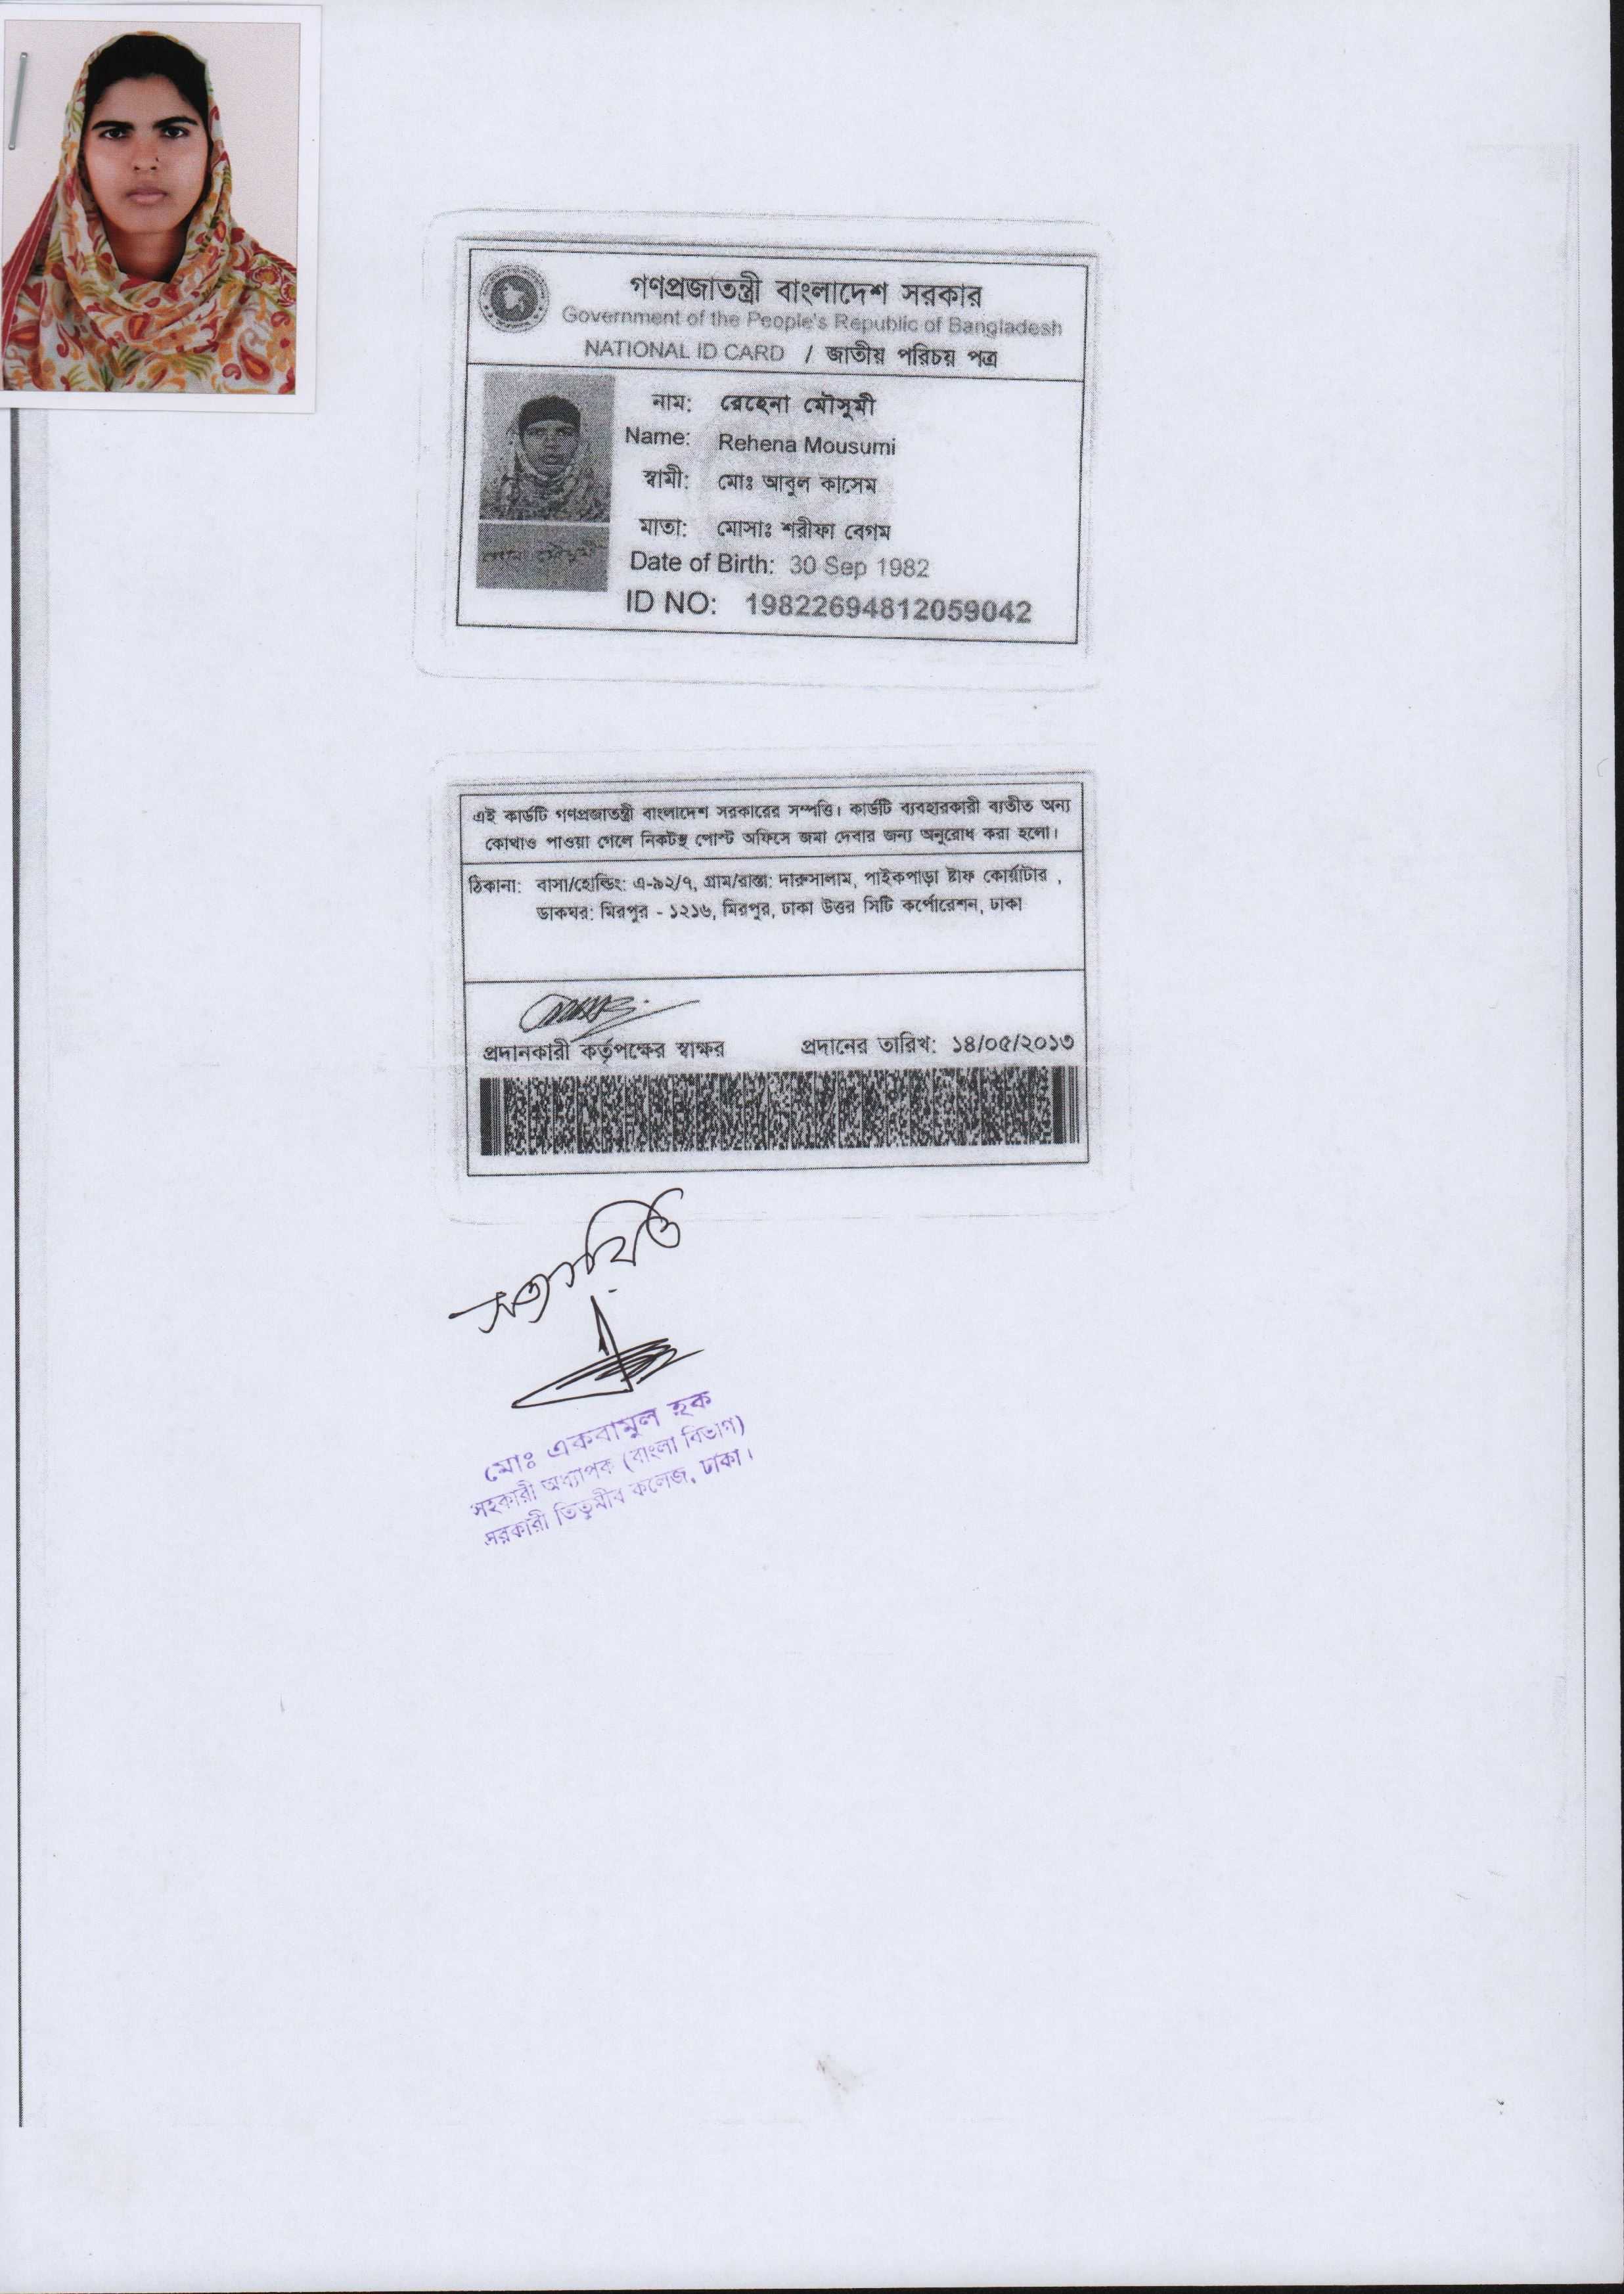 গণপ্রজাতন্ত্রী বাংলাদেশ সরকার
Government of the People's Republic of Bangladesh
NATIONAL ID CARD / জাতীয় পরিচয় পত্র
নাম: রেহেনা মৌসুমী
Name: Rehena Mousumi
স্বামী: মোঃ আবুল কাসেম
মাতা: মোসাঃ শরীফা বেগম
Date of Birth: 30 Sep 1982
ID NO: 19822694812059042
এই কার্ডটি গণপ্রজাতন্ত্রী বাংলাদেশ সরকারের সম্পত্তি। কার্ডটি ব্যবহারকারী ব্যতীত অন্য
কোথাও পাওয়া গেলে নিকটস্থ পোস্ট অফিসে জমা দেবার জন্য অনুরোধ করা হলো।
ঠিকানা: বাসা/হোল্ডিং: এ-৯২/৭, গ্রাম/রাস্তা: দারুসালাম, পাইকপাড়া ষ্টাফ কোর্য়াটার ,
ডাকঘর: মিরপুর - ১২১৬, মিরপুর, ঢাকা উত্তর সিটি কর্পোরেশন, ঢাকা
প্রদানকারী কর্তৃপক্ষের স্বাক্ষর প্রদানের তারিখ: ১৪/০৫/২০১৩
সত্যায়িত
মোঃ একরামুল হক
সহকারী অধ্যাপক (বাংলা বিভাগ)
সরকারী তিতুমীর কলেজ, ঢাকা।